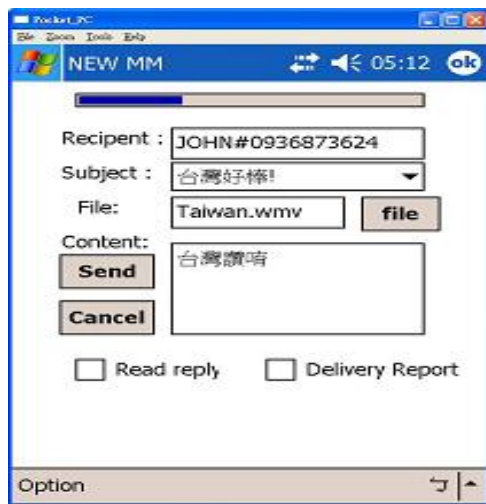 Pocket_PC
File Zoom Tools Help
NEW MM 05:12 ok
Recipent : JOHN#0936873624
Subject : 台灣好棒!
File: Taiwan.wmv file
Content:
台灣讚唷
Send
Cancel
Read reply Delivery Report
Option ㄅ